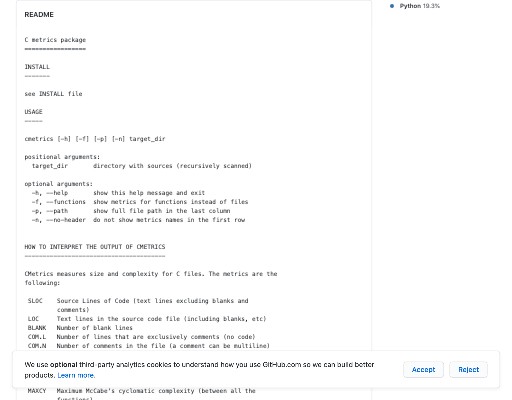 Python 19.3%
README
C metrics package
=================
INSTALL
-------
see INSTALL file
USAGE
-----
cmetrics [-h] [-f] [-p] [-n] target_dir
positional arguments:
target_dir directory with sources (recursively scanned)
optional arguments:
-h, --help show this help message and exit
-f, --functions show metrics for functions instead of files
-p, --path show full file path in the last column
-n, --no-header do not show metrics names in the first row
HOW TO INTERPRET THE OUTPUT OF CMETRICS
=======================================
CMetrics measures size and complexity for C files. The metrics are the
following:
SLOC Source Lines of Code (text lines excluding blanks and
comments)
LOC Text lines in the source code file (including blanks, etc)
BLANK Number of blank lines
COM.L Number of lines that are exclusively comments (no code)
COM.N Number of comments in the file (a comment can be multiline)
We use optional third-party analytics cookies to understand how you use GitHub.com so we can build better
products. Learn more.
Accept
Reject
MAXCY Maximum McCabe's cyclomatic complexity (between all the
functions)